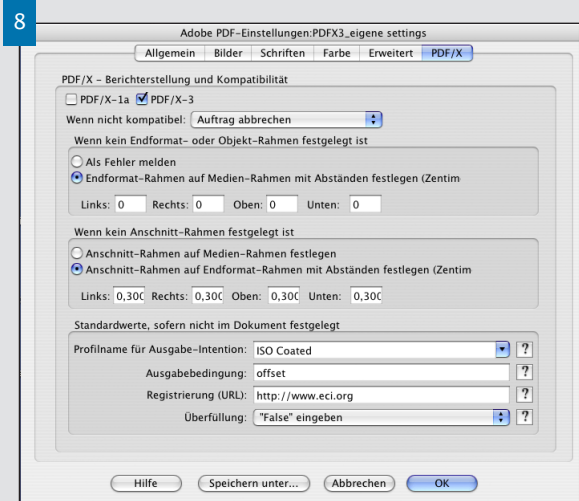 8
Adobe PDF-Einstellungen:PDFX3_eigene settings
Allgemein Bilder Schriften Farbe Erweitert PDF/X
PDF/X – Berichterstellung und Kompatibilität
PDF/X-1a PDF/X-3
Wenn nicht kompatibel: Auftrag abbrechen
Wenn kein Endformat- oder Objekt-Rahmen festgelegt ist
Als Fehler melden
Endformat-Rahmen auf Medien-Rahmen mit Abständen festlegen (Zentim
Links: 0 Rechts: 0 Oben: 0 Unten: 0
Wenn kein Anschnitt-Rahmen festgelegt ist
Anschnitt-Rahmen auf Medien-Rahmen festlegen
Anschnitt-Rahmen auf Endformat-Rahmen mit Abständen festlegen (Zentim
Links: 0,300 Rechts: 0,300 Oben: 0,300 Unten: 0,300
Standardwerte, sofern nicht im Dokument festgelegt
Profilname für Ausgabe-Intention: ISO Coated ?
Ausgabebedingung: offset ?
Registrierung (URL): http://www.eci.org ?
Überfüllung: "False" eingeben ?
Hilfe Speichern unter... Abbrechen OK